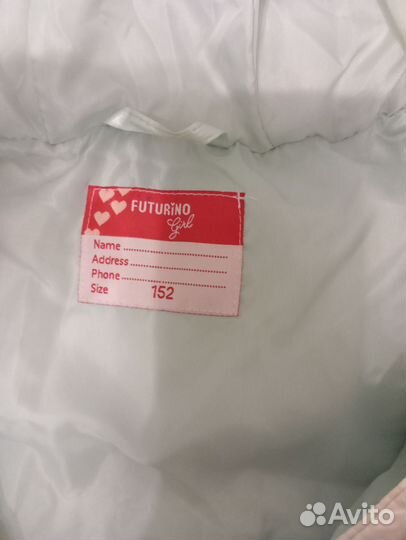 FUTURiNO
Girl
Name ....................
Address ....................
Phone ....................
Size 152
Avito